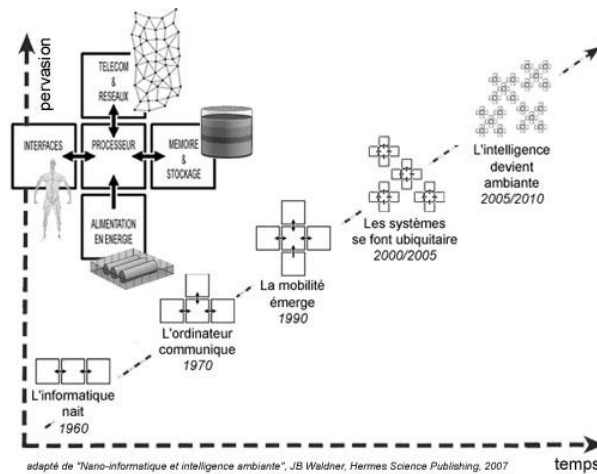 pervasion
TELECOM
&
RESEAUX
INTERFACES
PROCESSEUR
MEMOIRE
&
STOCKAGE
ALIMENTATION
EN ENERGIE
L'informatique
nait
1960
L'ordinateur
communique
1970
La mobilité
émerge
1990
Les systèmes
se font ubiquitaire
2000/2005
L'intelligence
devient
ambiante
2005/2010
adapté de "Nano-informatique et intelligence ambiante", JB Waldner, Hermes Science Publishing, 2007
temps